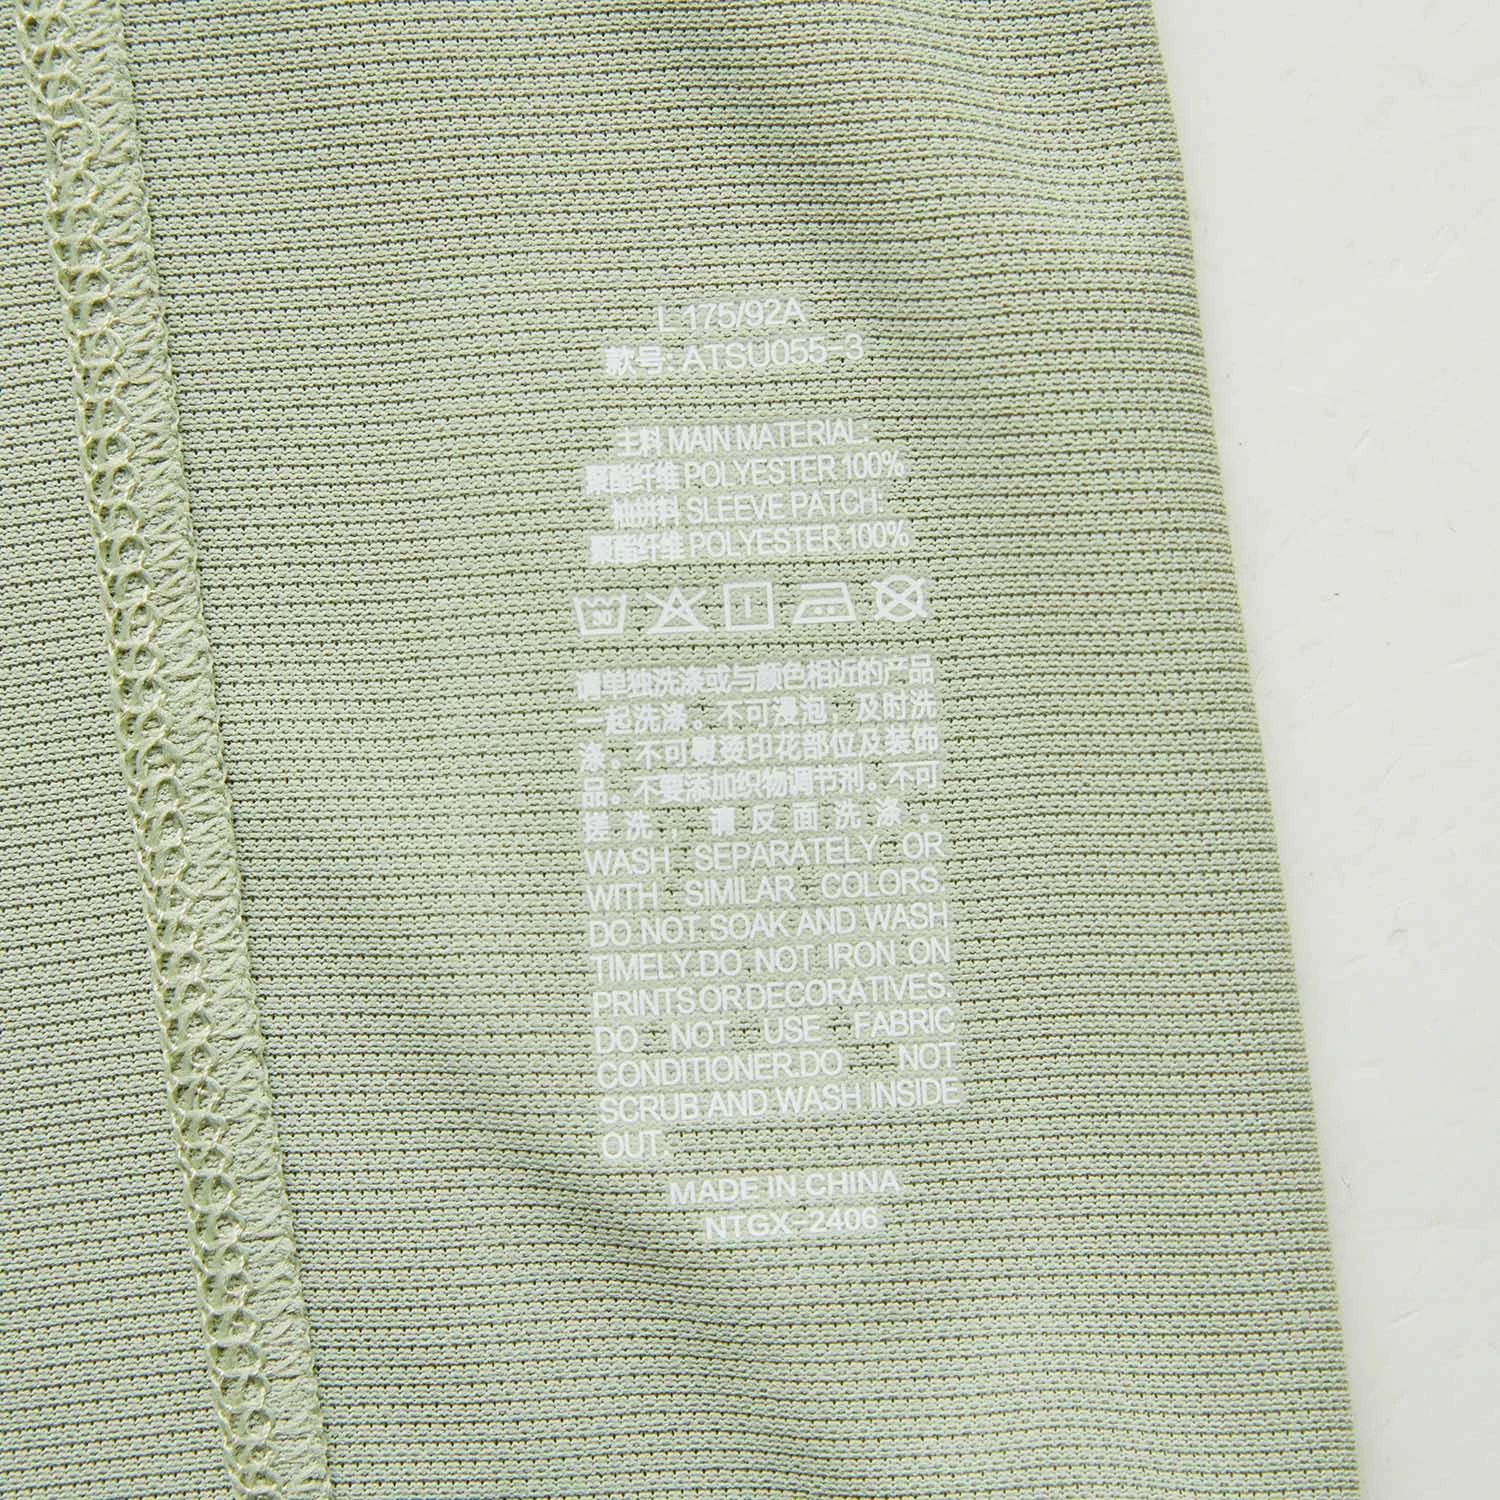 L 175/92A
款号: ATSU055-3
主料 MAIN MATERIAL:
聚酯纤维 POLYESTER 100%
袖拼料 SLEEVE PATCH:
聚酯纤维 POLYESTER 100%
30
请单独洗涤或与颜色相近的产品
一起洗涤。不可浸泡，及时洗
涤。不可熨烫印花部位及装饰
品。不要添加织物调节剂。不可
搓洗，请反面洗涤。
WASH SEPARATELY OR
WITH SIMILAR COLORS.
DO NOT SOAK AND WASH
TIMELY.DO NOT IRON ON
PRINTS OR DECORATIVES.
DO NOT USE FABRIC
CONDITIONER.DO NOT
SCRUB AND WASH INSIDE
OUT.
MADE IN CHINA
NTGX-2406